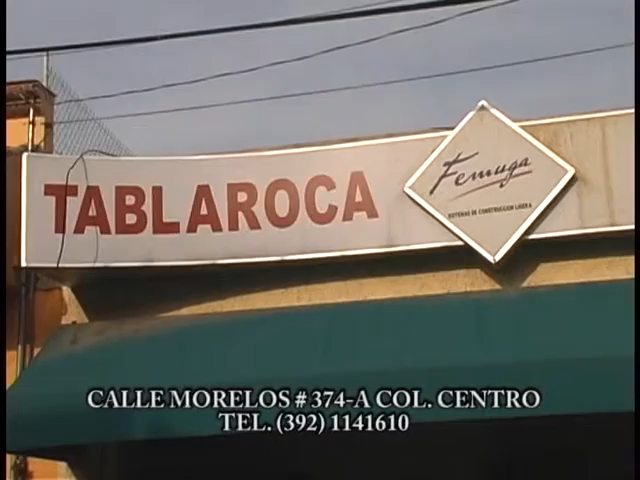 TABLAROCA
Femuga
SISTEMAS DE CONSTRUCCION LIGERA
CALLE MORELOS # 374-A COL. CENTRO
TEL. (392) 1141610